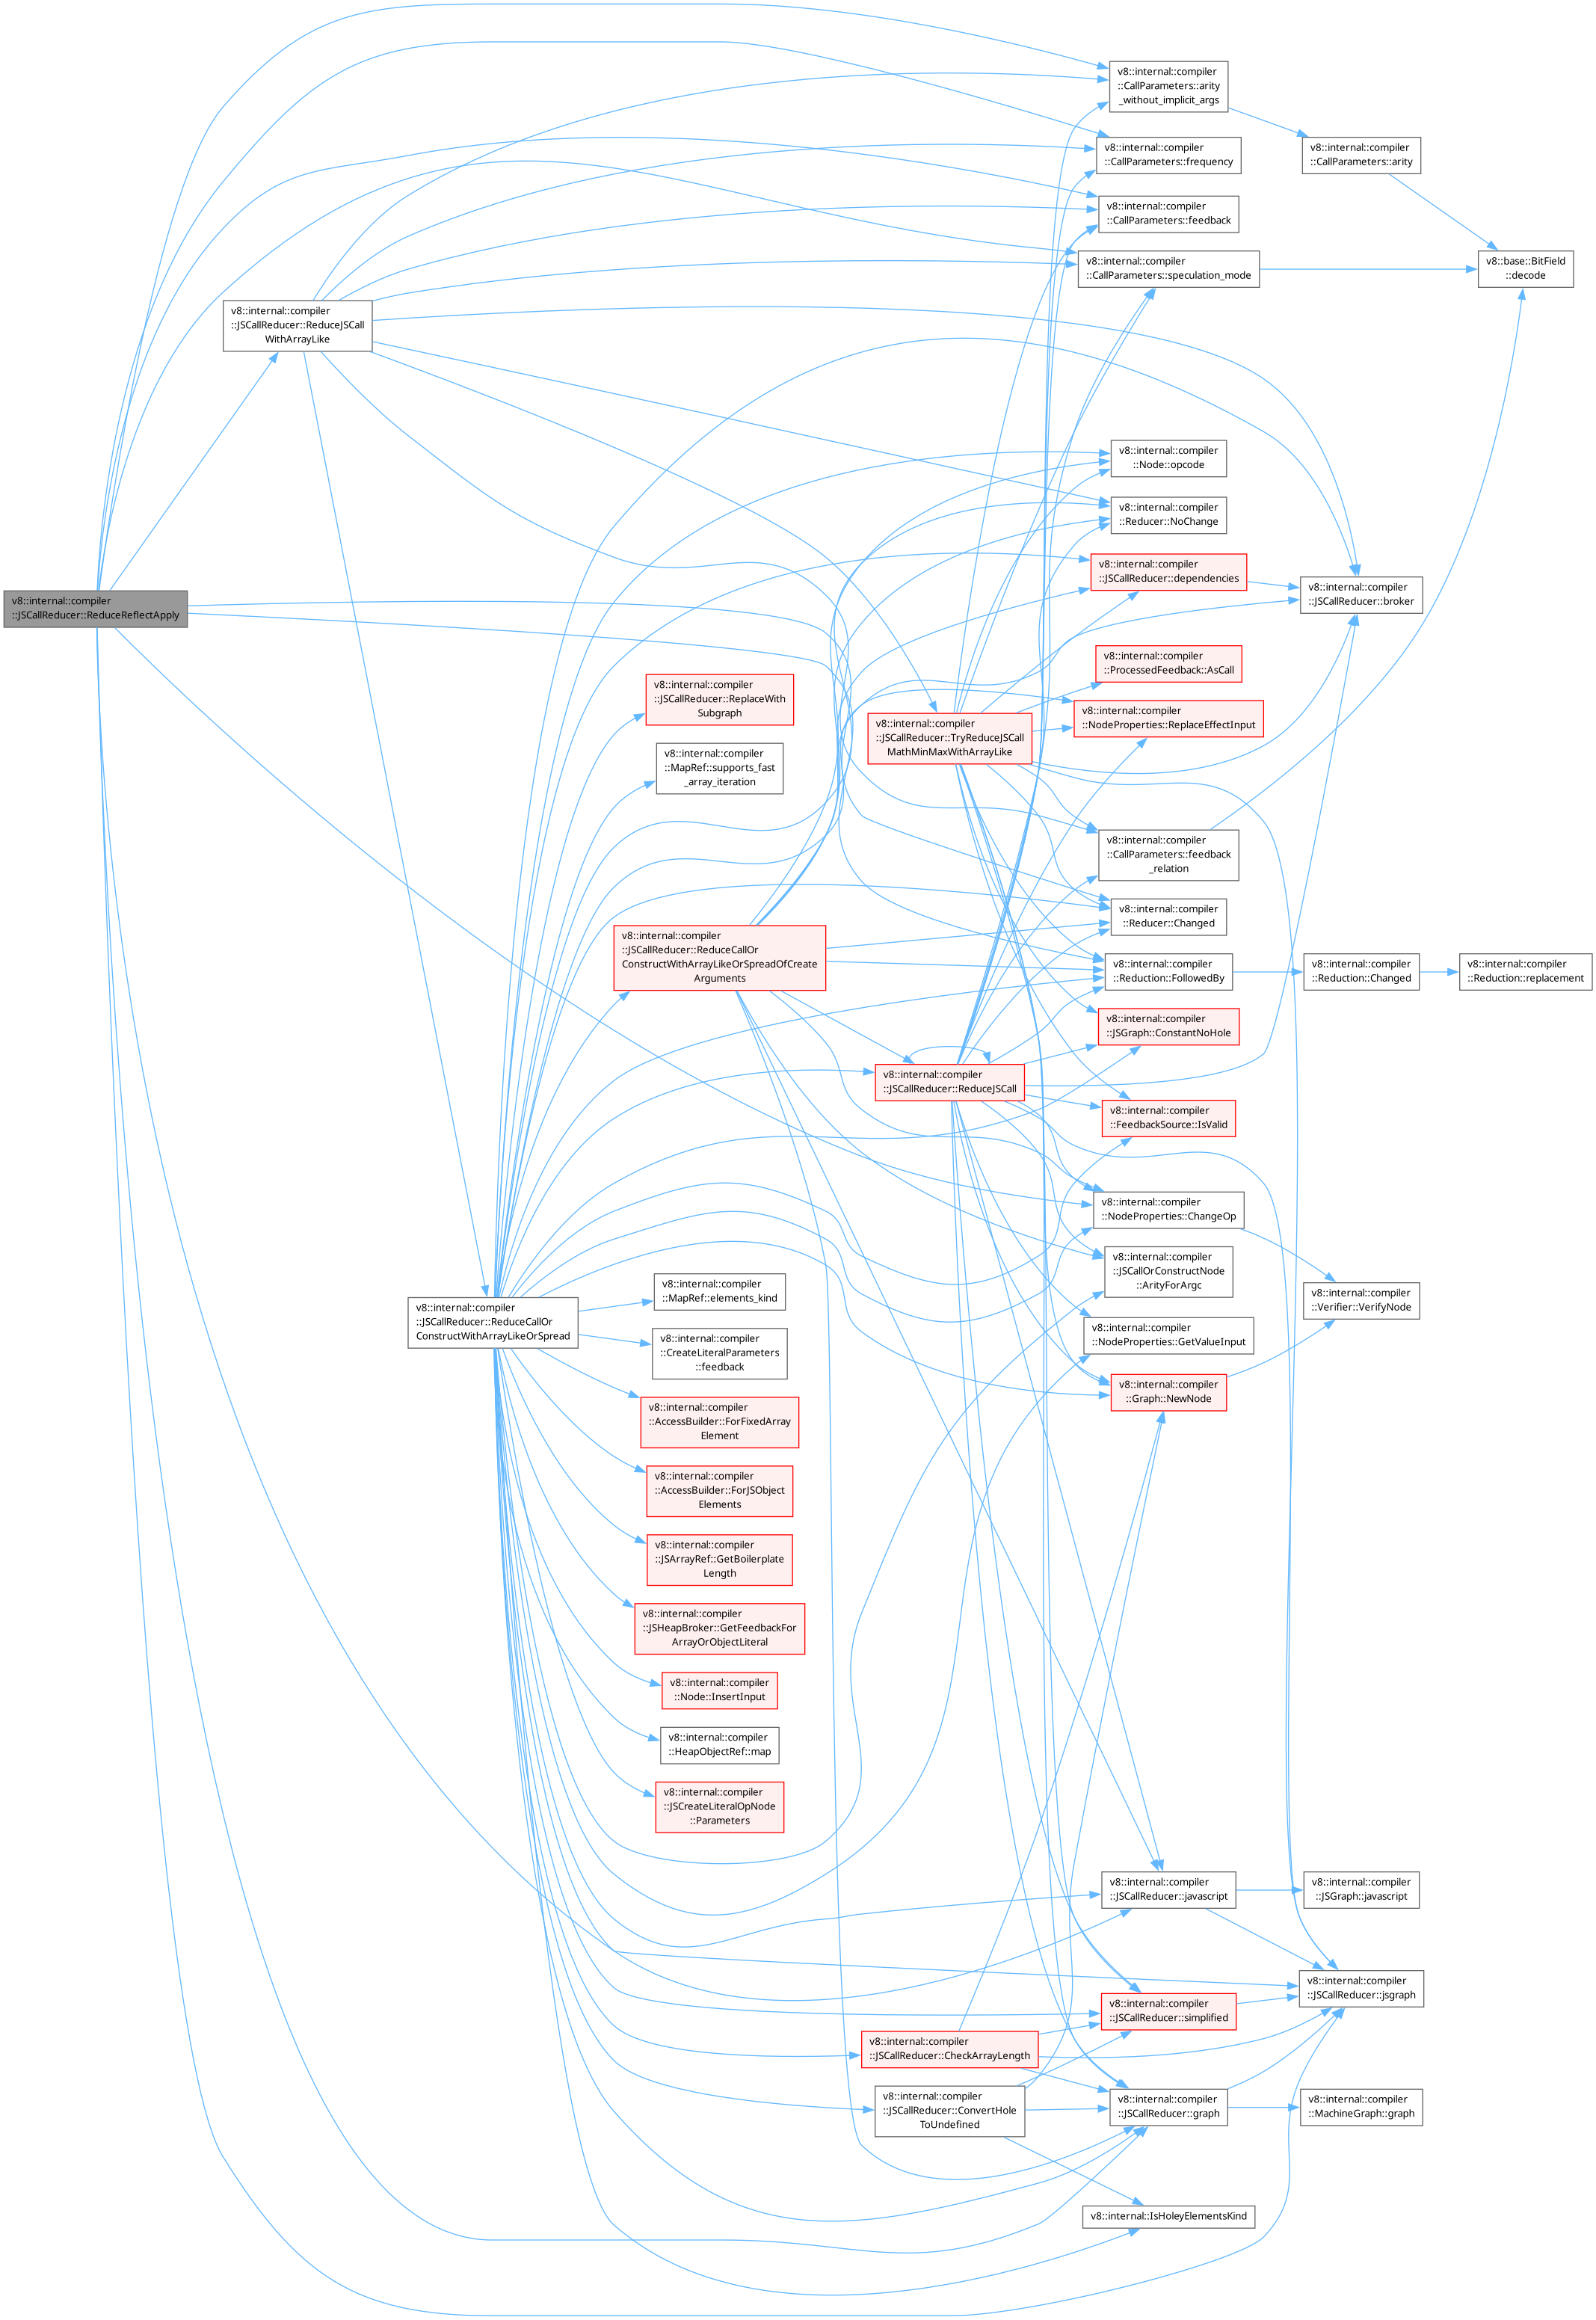 v8::internal::compiler
::CallParameters::arity
_without_implicit_args
v8::internal::compiler
::CallParameters::arity
v8::internal::compiler
::CallParameters::frequency
v8::internal::compiler
::CallParameters::feedback
v8::internal::compiler
::CallParameters::speculation_mode
v8::base::BitField
::decode
v8::internal::compiler
::JSCallReducer::ReduceJSCall
WithArrayLike
v8::internal::compiler
::Node::opcode
v8::internal::compiler
::Reducer::NoChange
v8::internal::compiler
::JSCallReducer::dependencies
v8::internal::compiler
::JSCallReducer::broker
v8::internal::compiler
::JSCallReducer::ReduceReflectApply
v8::internal::compiler
::ProcessedFeedback::AsCall
v8::internal::compiler
::JSCallReducer::ReplaceWith
Subgraph
v8::internal::compiler
::NodeProperties::ReplaceEffectInput
v8::internal::compiler
::JSCallReducer::TryReduceJSCall
MathMinMaxWithArrayLike
v8::internal::compiler
::MapRef::supports_fast
_array_iteration
v8::internal::compiler
::CallParameters::feedback
_relation
v8::internal::compiler
::Reducer::Changed
v8::internal::compiler
::JSCallReducer::ReduceCallOr
ConstructWithArrayLikeOrSpreadOfCreate
Arguments
v8::internal::compiler
::Reduction::FollowedBy
v8::internal::compiler
::Reduction::Changed
v8::internal::compiler
::Reduction::replacement
v8::internal::compiler
::JSGraph::ConstantNoHole
v8::internal::compiler
::JSCallReducer::ReduceJSCall
v8::internal::compiler
::FeedbackSource::IsValid
v8::internal::compiler
::NodeProperties::ChangeOp
v8::internal::compiler
::JSCallOrConstructNode
::ArityForArgc
v8::internal::compiler
::MapRef::elements_kind
v8::internal::compiler
::Verifier::VerifyNode
v8::internal::compiler
::JSCallReducer::ReduceCallOr
ConstructWithArrayLikeOrSpread
v8::internal::compiler
::NodeProperties::GetValueInput
v8::internal::compiler
::CreateLiteralParameters
::feedback
v8::internal::compiler
::Graph::NewNode
v8::internal::compiler
::AccessBuilder::ForFixedArray
Element
v8::internal::compiler
::AccessBuilder::ForJSObject
Elements
v8::internal::compiler
::JSArrayRef::GetBoilerplate
Length
v8::internal::compiler
::JSHeapBroker::GetFeedbackFor
ArrayOrObjectLiteral
v8::internal::compiler
::Node::InsertInput
v8::internal::compiler
::HeapObjectRef::map
v8::internal::compiler
::JSCreateLiteralOpNode
::Parameters
v8::internal::compiler
::JSCallReducer::javascript
v8::internal::compiler
::JSGraph::javascript
v8::internal::compiler
::JSCallReducer::jsgraph
v8::internal::compiler
::JSCallReducer::simplified
v8::internal::compiler
::JSCallReducer::CheckArrayLength
v8::internal::compiler
::JSCallReducer::ConvertHole
ToUndefined
v8::internal::compiler
::JSCallReducer::graph
v8::internal::compiler
::MachineGraph::graph
v8::internal::IsHoleyElementsKind